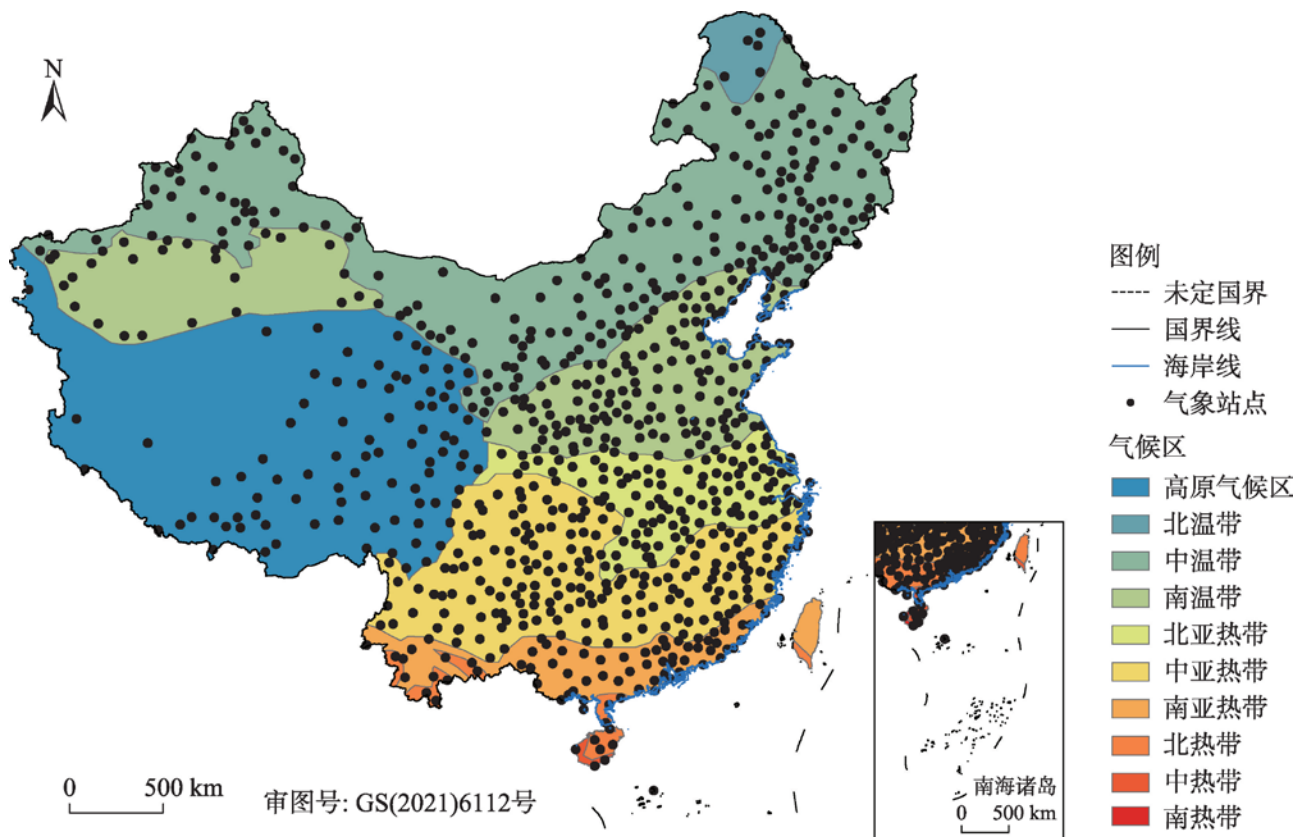 N
图例
未定国界
国界线
海岸线
气象站点
气候区
高原气候区
北温带
中温带
南温带
北亚热带
中亚热带
南亚热带
北热带
中热带
南热带
0 500 km
审图号: GS(2021)6112号
南海诸岛
0 500 km